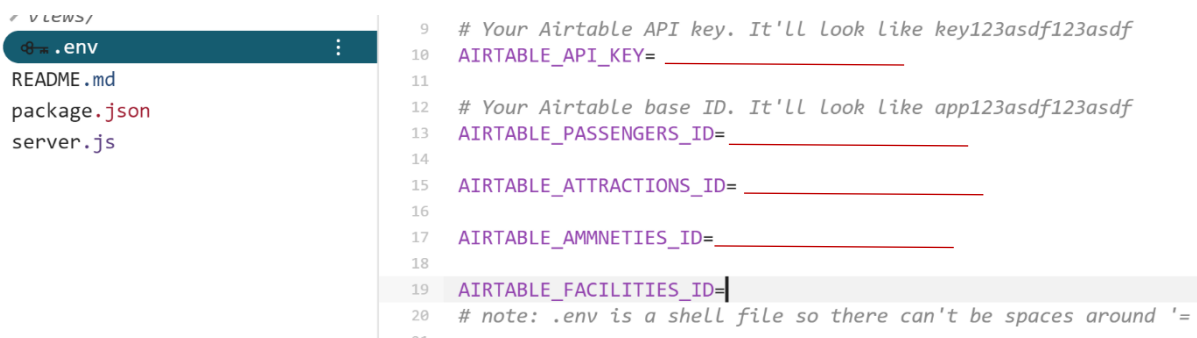 views/
.env
README.md
package.json
server.js
9 # Your Airtable API key. It'll look like key123asdf123asdf
10 AIRTABLE_API_KEY=
11
12 # Your Airtable base ID. It'll look like app123asdf123asdf
13 AIRTABLE_PASSENGERS_ID=
14
15 AIRTABLE_ATTRACTIONS_ID=
16
17 AIRTABLE_AMMNETIES_ID=
18
19 AIRTABLE_FACILITIES_ID=
20 # note: .env is a shell file so there can't be spaces around '=